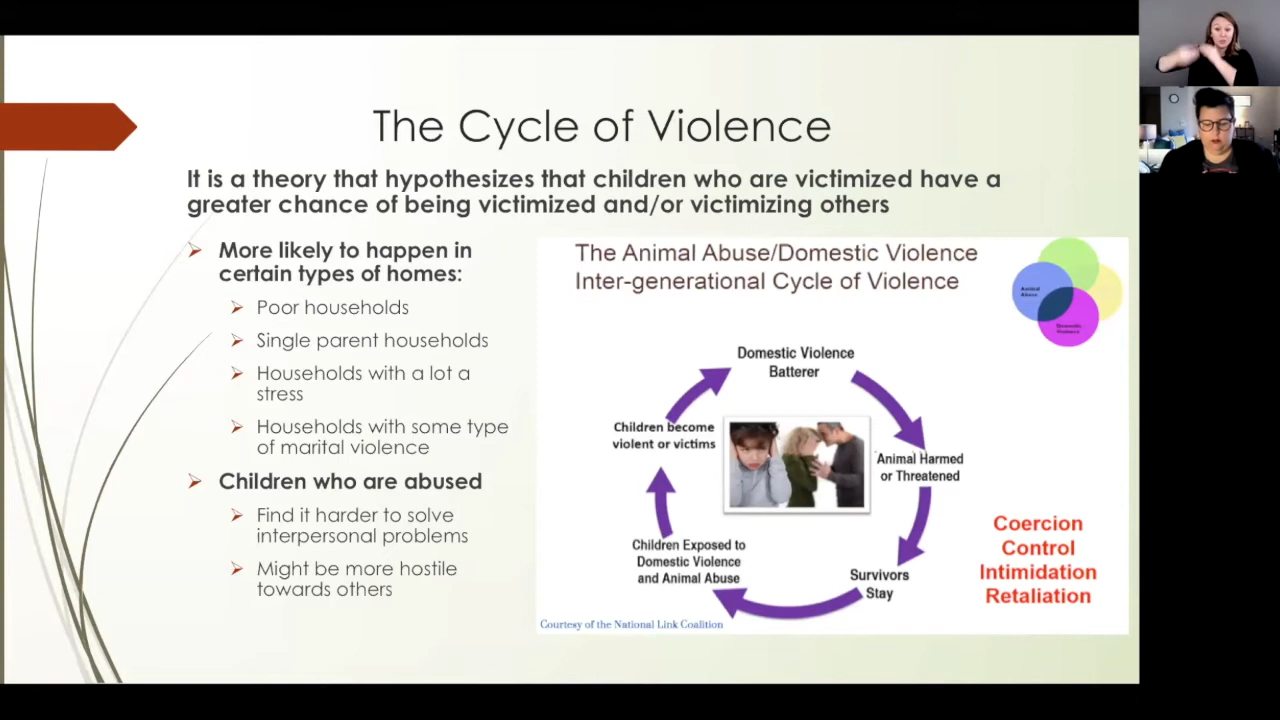 The Cycle of Violence
It is a theory that hypothesizes that children who are victimized have a
greater chance of being victimized and/or victimizing others
More likely to happen in
certain types of homes:
Poor households
Single parent households
Households with a lot a
stress
Households with some type
of marital violence
Children who are abused
Find it harder to solve
interpersonal problems
Might be more hostile
towards others
The Animal Abuse/Domestic Violence
Inter-generational Cycle of Violence
Animal
Abuse
Domestic
Violence
Domestic Violence
Batterer
Animal Harmed
or Threatened
Survivors
Stay
Children Exposed to
Domestic Violence
and Animal Abuse
Children become
violent or victims
Coercion
Control
Intimidation
Retaliation
Courtesy of the National Link Coalition